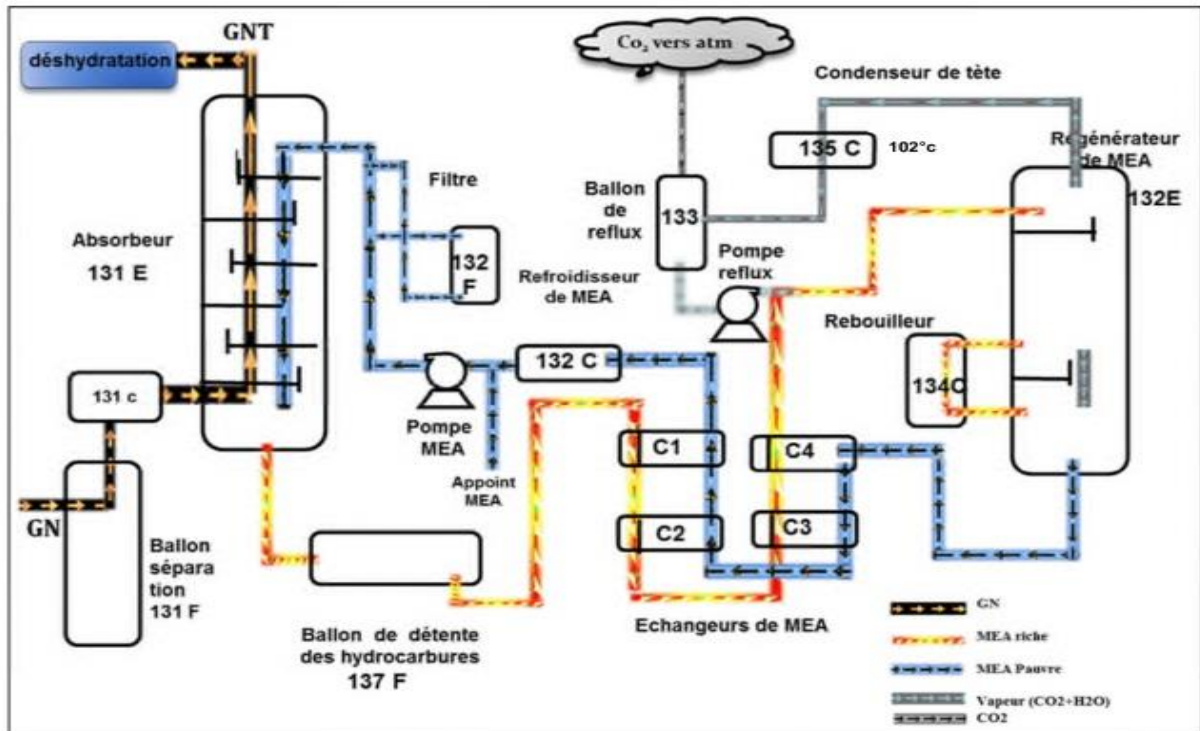 GNT
déshydratation
Co₂ vers atm
Condenseur de tète
135 C
102°c
Régénérateur
de MEA
132E
Filtre
Ballon
de
reflux
133
Absorbeur
131 E
132
F
Refroidisseur
de MEA
Pompe
reflux
Rebouilleur
134C
131 c
132 C
Pompe
MEA
Appoint
MEA
C1
C4
C2
C3
GN
Ballon
sépara
tion
131 F
Echangeurs de MEA
Ballon de détente
des hydrocarbures
137 F
GN
MEA riche
MEA Pauvre
Vapeur (CO2+H2O)
CO2